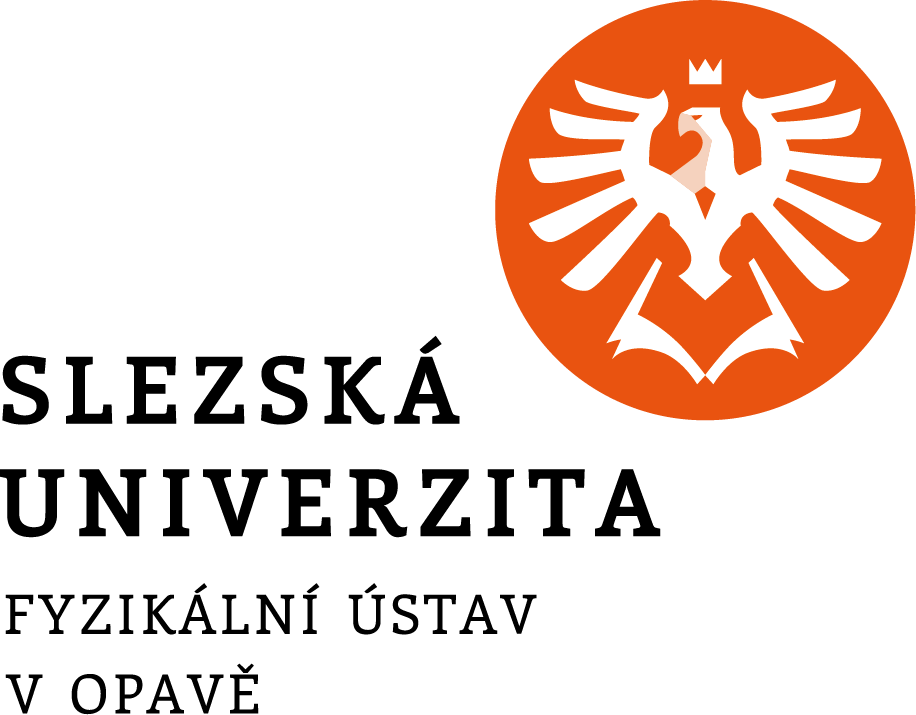 SLEZSKÁ
UNIVERZITA
FYZIKÁLNÍ ÚSTAV
V OPAVĚ